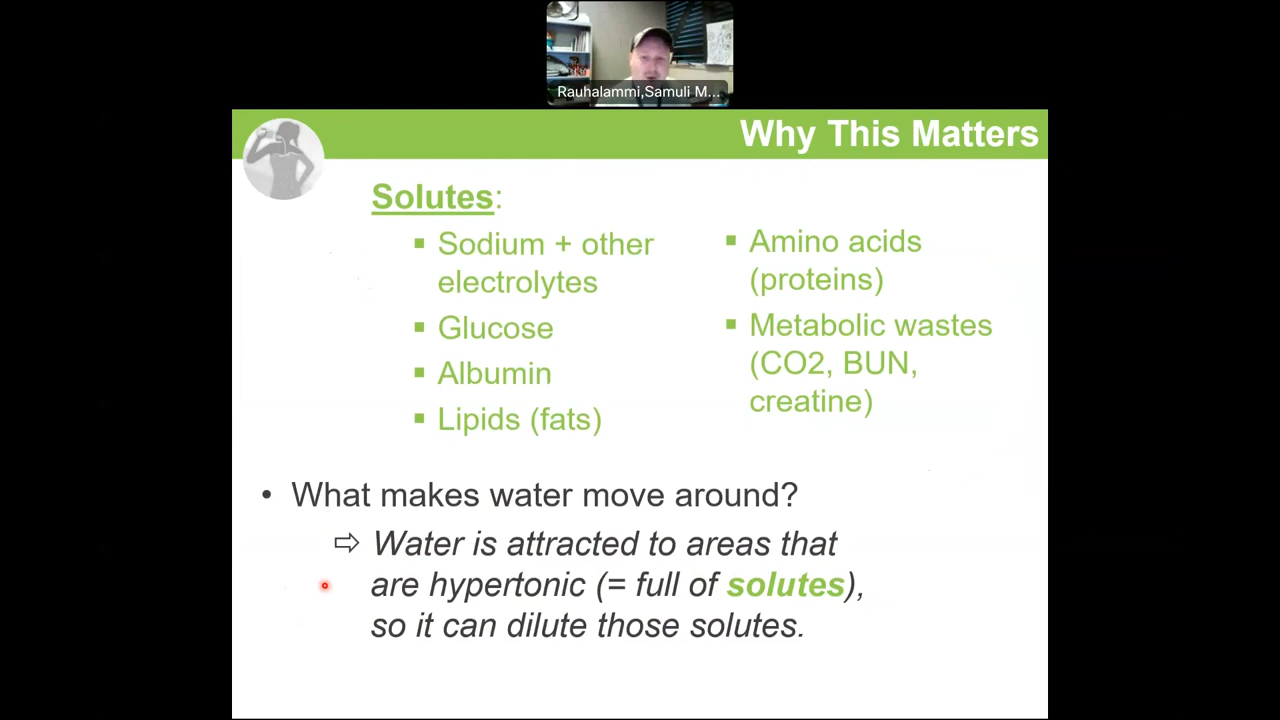 Rauhalammi,Samuli M...
Why This Matters
Solutes:
▪ Sodium + other
electrolytes
▪ Glucose
▪ Albumin
▪ Lipids (fats)
▪ Amino acids
(proteins)
▪ Metabolic wastes
(CO2, BUN,
creatine)
• What makes water move around?
⇨ Water is attracted to areas that
are hypertonic (= full of solutes),
so it can dilute those solutes.